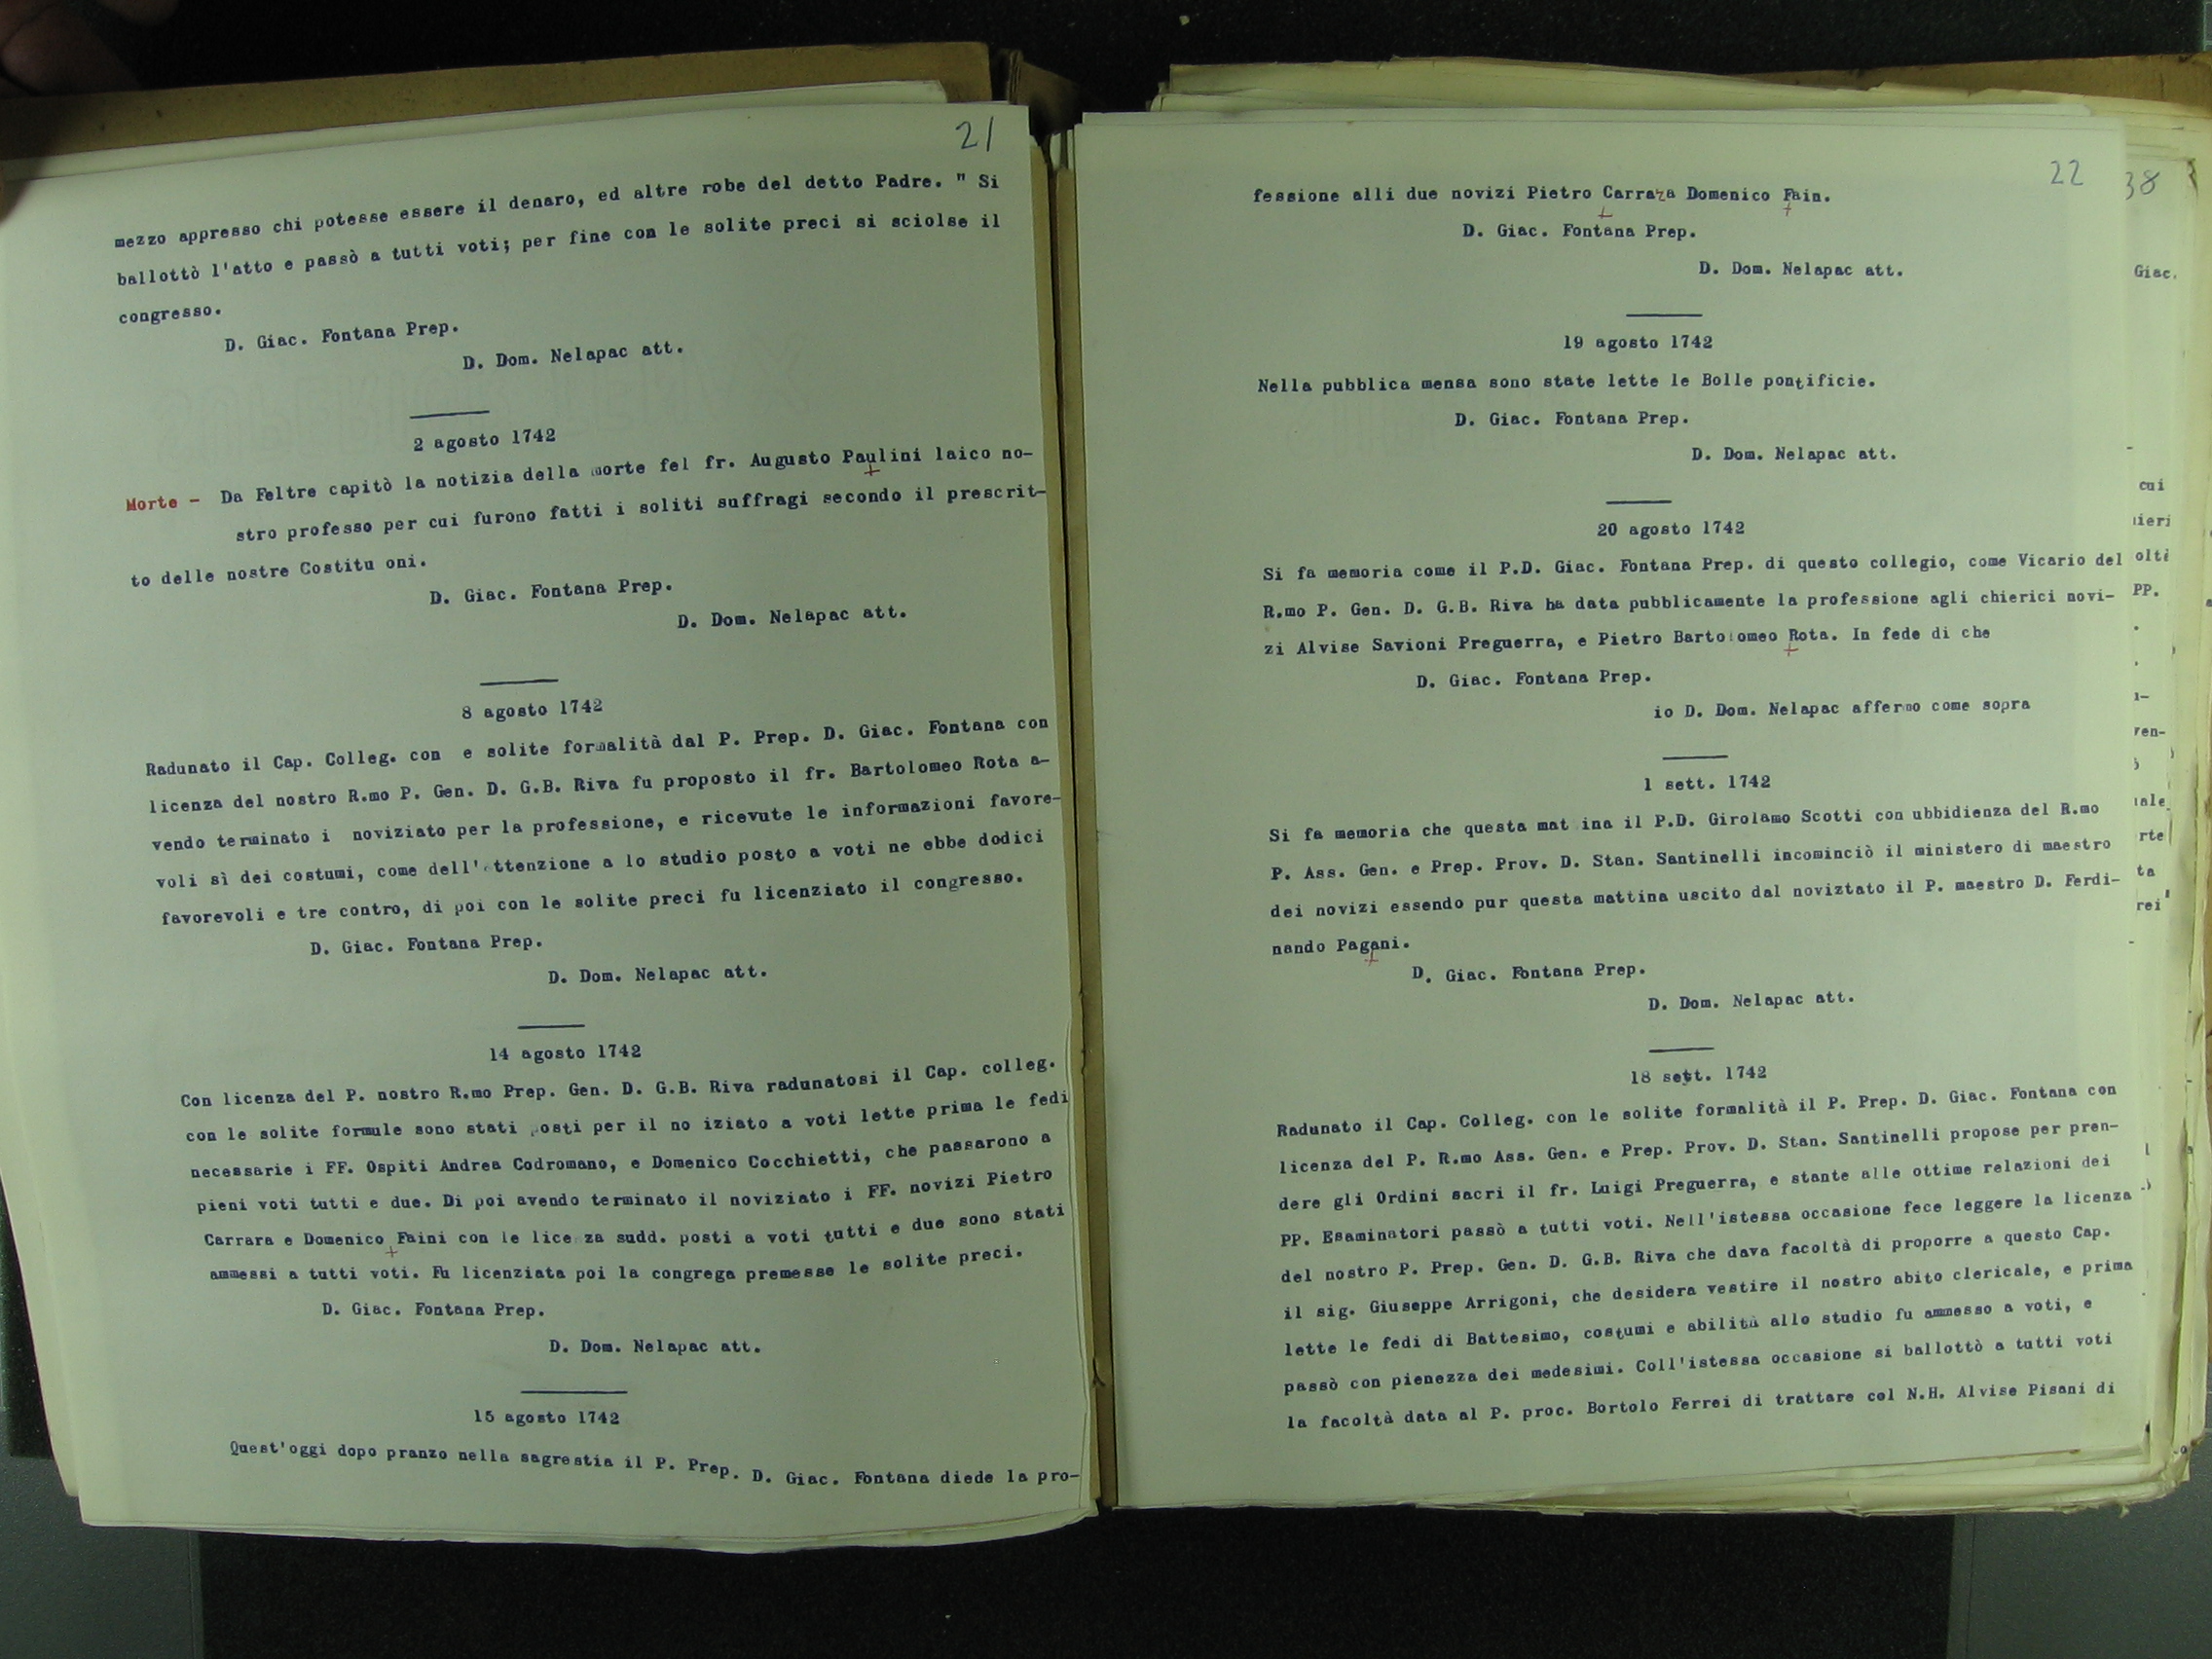 21
mezzo appresso chi potesse essere il denaro, ed altre robe del detto Padre. " Si
ballottò l'atto e passò a tutti voti; per fine con le solite preci si sciolse il
congresso.
D. Giac. Fontana Prep.
D. Dom. Nelapac att.
2 agosto 1742
Morte - Da Feltre capitò la notizia della morte fel fr. Augusto Paulini laico no-
stro professo per cui furono fatti i soliti suffragi secondo il prescrit-
to delle nostre Costitu oni.
D. Giac. Fontana Prep.
D. Dom. Nelapac att.
8 agosto 1742
Radunato il Cap. Colleg. con e solite formalità dal P. Prep. D. Giac. Fontana con
licenza del nostro R.mo P. Gen. D. G.B. Riva fu proposto il fr. Bartolomeo Rota a-
vendo terminato i noviziato per la professione, e ricevute le informazioni favore-
voli sì dei costumi, come dell'attenzione a lo studio posto a voti ne ebbe dodici
favorevoli e tre contro, di poi con le solite preci fu licenziato il congresso.
D. Giac. Fontana Prep.
D. Dom. Nelapac att.
14 agosto 1742
Con licenza del P. nostro R.mo Prep. Gen. D. G.B. Riva radunatosi il Cap. colleg.
con le solite formule sono stati posti per il no iziato a voti lette prima le fedi
necessarie i FF. Ospiti Andrea Codromano, e Domenico Cocchietti, che passarono a
pieni voti tutti e due. Di poi avendo terminato il noviziato i FF. novizi Pietro
Carrara e Domenico Faini con le lice za sudd. posti a voti tutti e due sono stati
ammessi a tutti voti. Fu licenziata poi la congrega premesse le solite preci.
D. Giac. Fontana Prep.
D. Dom. Nelapac att.
15 agosto 1742
Quest'oggi dopo pranzo nella sagrestia il P. Prep. D. Giac. Fontana diede la pro-
22
fessione alli due novizi Pietro Carrara Domenico Fain.
D. Giac. Fontana Prep.
D. Dom. Nelapac att.
19 agosto 1742
Nella pubblica mensa sono state lette le Bolle pontificie.
D. Giac. Fontana Prep.
D. Dom. Nelapac att.
20 agosto 1742
Si fa memoria come il P.D. Giac. Fontana Prep. di questo collegio, come Vicario del
R.mo P. Gen. D. G.B. Riva ha data pubblicamente la professione agli chierici novi-
zi Alvise Savioni Preguerra, e Pietro Bartolomeo Rota. In fede di che
D. Giac. Fontana Prep.
io D. Dom. Nelapac affermo come sopra
1 sett. 1742
Si fa memoria che questa mat ina il P.D. Girolamo Scotti con ubbidienza del R.mo
P. Ass. Gen. e Prep. Prov. D. Stan. Santinelli incominciò il ministero di maestro
dei novizi essendo pur questa mattina uscito dal noviztato il P. maestro D. Ferdi-
nando Pagani.
D. Giac. Fontana Prep.
D. Dom. Nelapac att.
18 sett. 1742
Radunato il Cap. Colleg. con le solite formalità il P. Prep. D. Giac. Fontana con
licenza del P. R.mo Ass. Gen. e Prep. Prov. D. Stan. Santinelli propose per pren-
dere gli Ordini sacri il fr. Luigi Preguerra, e stante alle ottime relazioni dei
PP. Esaminatori passò a tutti voti. Nell'istessa occasione fece leggere la licenza
del nostro P. Prep. Gen. D. G.B. Riva che dava facoltà di proporre a questo Cap.
il sig. Giuseppe Arrigoni, che desidera vestire il nostro abito clericale, e prima
lette le fedi di Battesimo, costumi e abilità allo studio fu ammesso a voti, e
passò con pienezza dei medesimi. Coll'istessa occasione si ballottò a tutti voti
la facoltà data al P. proc. Bortolo Ferrei di trattare col N.H. Alvise Pisani di
38
Giac.
cui
PP.